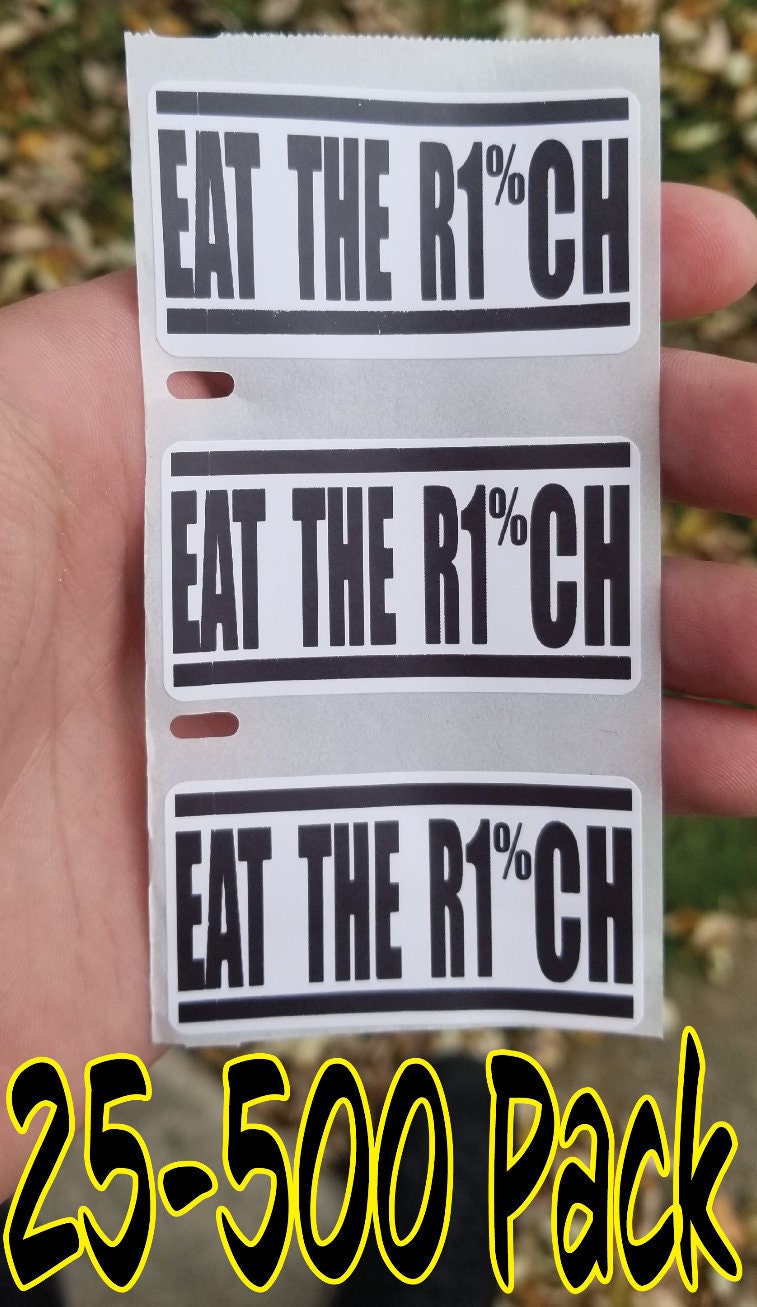 EAT THE R1%CH
EAT THE R1%CH
EAT THE R1%CH
25-500 Pack